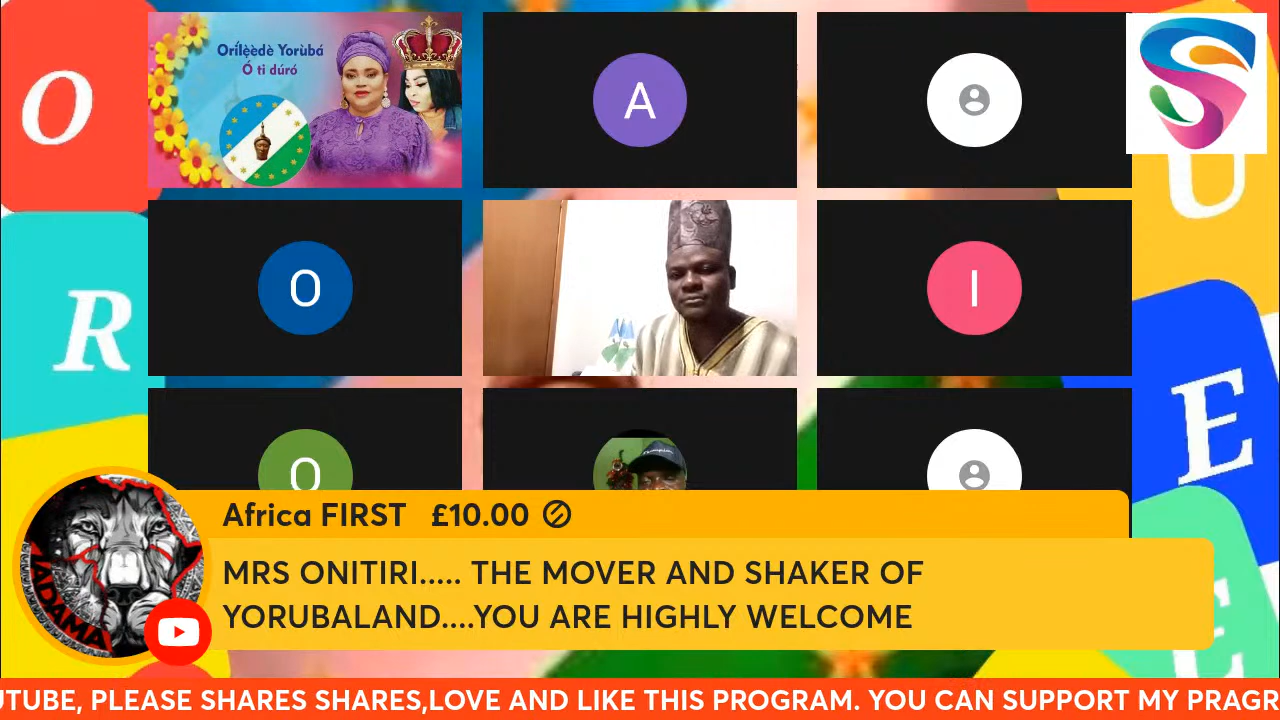 Orílẹ̀èdè Yorùbá
Ó ti dúró
O
A
U
O
I
R
E
O
Africa FIRST £10.00
MRS ONITIRI..... THE MOVER AND SHAKER OF
YORUBALAND....YOU ARE HIGHLY WELCOME
ADAMA
E
UTUBE, PLEASE SHARES SHARES,LOVE AND LIKE THIS PROGRAM. YOU CAN SUPPORT MY PRAGR